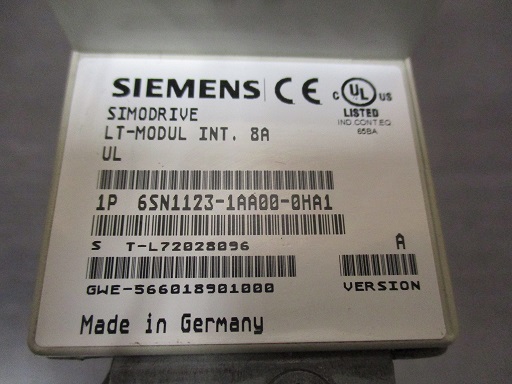 SIEMENS CE C UL US
LISTED
IND.CONT.EQ
65BA
SIMODRIVE
LT-MODUL INT. 8A
UL
1P 6SN1123-1AA00-0HA1
S T-L72028096 A
GWE-566018901000 VERSION
Made in Germany